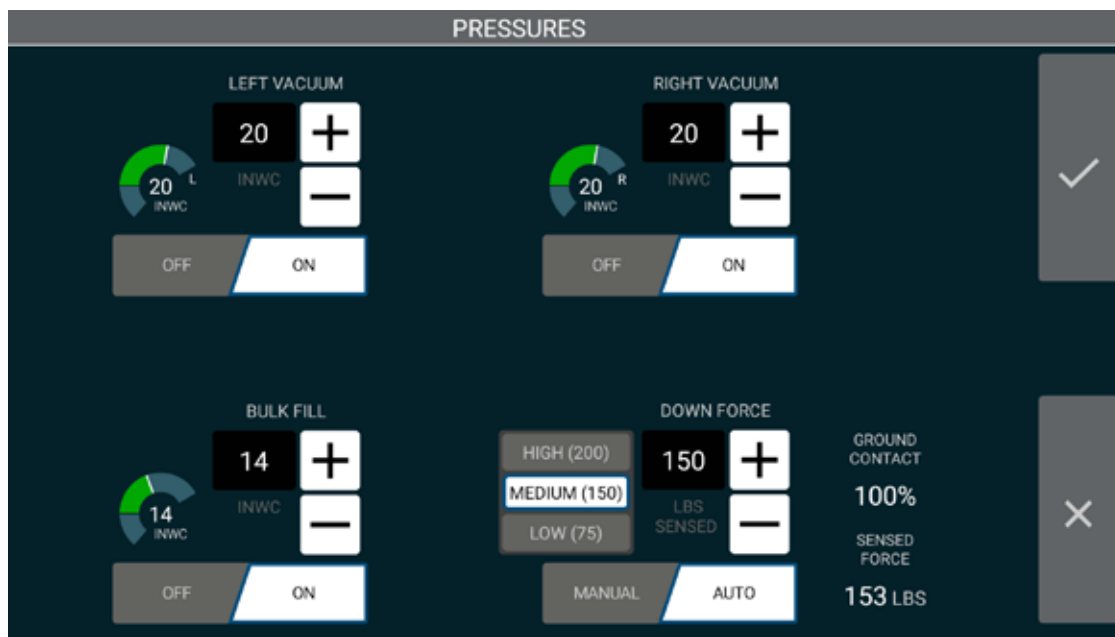 PRESSURES
LEFT VACUUM
20
INWC
20
L
INWC
OFF
ON
RIGHT VACUUM
20
INWC
20
R
INWC
OFF
ON
BULK FILL
14
INWC
14
INWC
OFF
ON
DOWN FORCE
HIGH (200)
MEDIUM (150)
LOW (75)
150
LBS
SENSED
MANUAL
AUTO
GROUND
CONTACT
100%
SENSED
FORCE
153 LBS